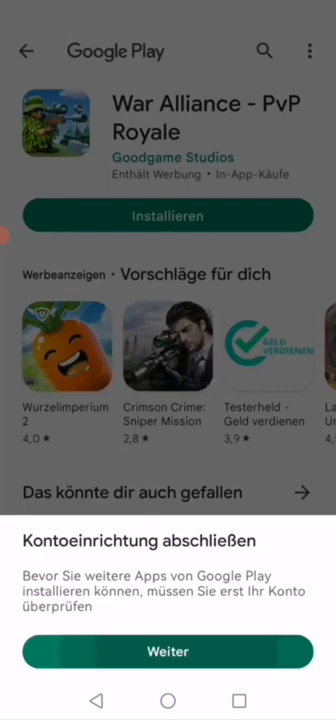 Google Play
War Alliance - PvP
Royale
Goodgame Studios
Enthält Werbung • In-App-Käufe
Installieren
Werbeanzeigen • Vorschläge für dich
GELD
VERDIENEN
Wurzelimperium
2
4,0 ★
Crimson Crime:
Sniper Mission
2,8 ★
Testerheld -
Geld verdienen
3,9 ★
La
Un
4,
Das könnte dir auch gefallen
Kontoeinrichtung abschließen
Bevor Sie weitere Apps von Google Play
installieren können, müssen Sie erst Ihr Konto
überprüfen
Weiter